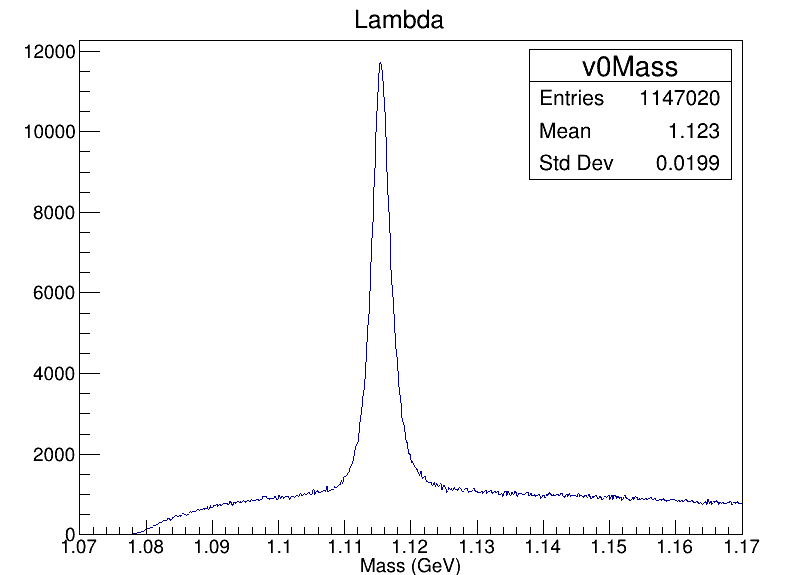 Lambda
v0Mass
Entries 1147020
Mean 1.123
Std Dev 0.0199
12000
10000
8000
6000
4000
2000
0
1.07 1.08 1.09 1.1 1.11 1.12 1.13 1.14 1.15 1.16 1.17
Mass (GeV)